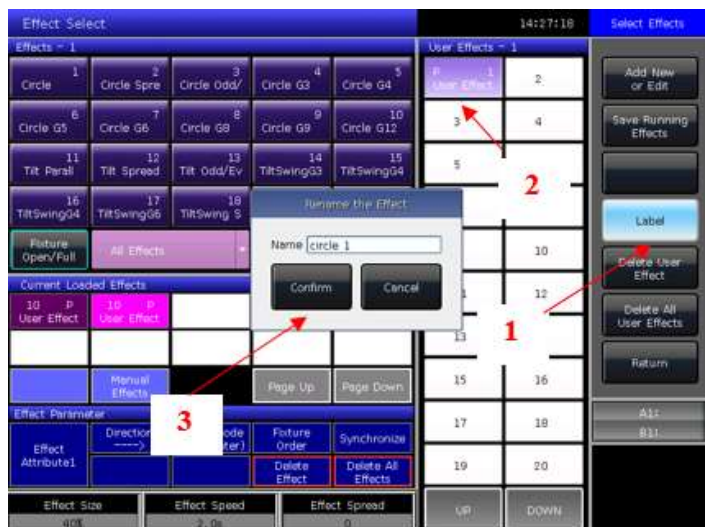 Effect Select
14:27:18
Select Effects
Effects - 1
User Effects - 1
1
Circle
2
Circle Spre
3
Circle Odd/
4
Circle G3
5
Circle G4
6
Circle G5
7
Circle G6
8
Circle G8
9
Circle G9
10
Circle G12
11
Tilt Parall
12
Tilt Spread
13
Tilt Odd/Ev
14
TiltSwingG3
15
TiltSwingG4
16
TiltSwingG4
17
TiltSwingG6
18
TiltSwing S
Fixture
Open/Full
All Effects
P 1
User Effect
2
3
4
5
10
12
13
15
16
17
18
19
20
UP
DOWN
Add New
or Edit
Save Running
Effects
Label
Delete User
Effect
Delete All
User Effects
Return
A1:
B1:
Rename the Effect
Name circle 1
Confirm
Cancel
Current Loaded Effects
10 P
User Effect
10 P
User Effect
Manual
Effects
Page Up
Page Down
Effect Parameter
Effect
Attribute1
Direction
---->
Fixture
Order
Synchronize
Delete
Effect
Delete All
Effects
Effect Size
40%
Effect Speed
2.0s
Effect Spread
0
1
2
3